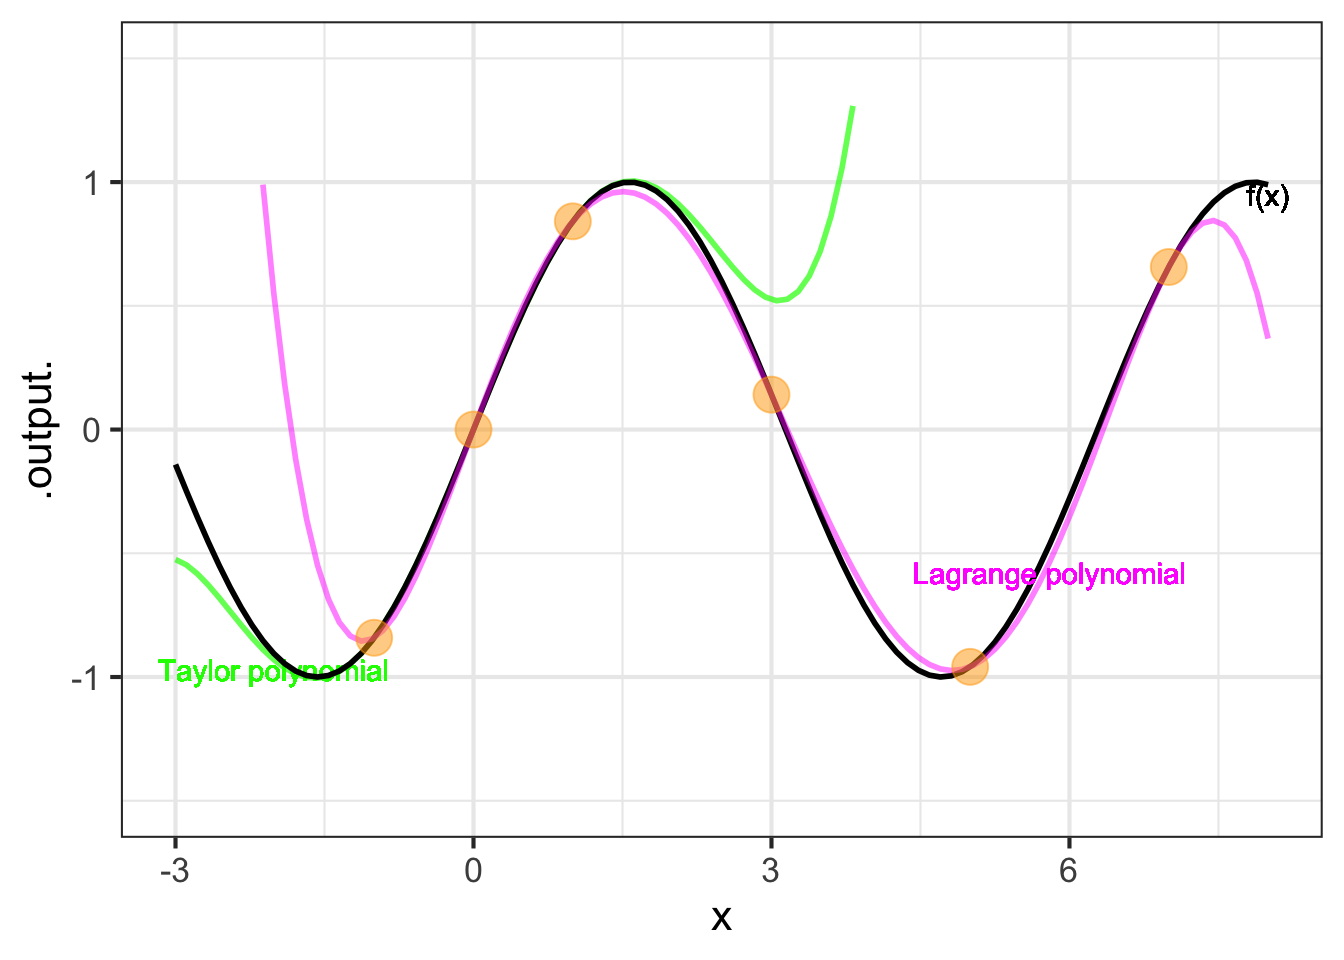 .output.
1
0
-1
f(x)
Lagrange polynomial
Taylor polynomial
-3
0
3
6
x